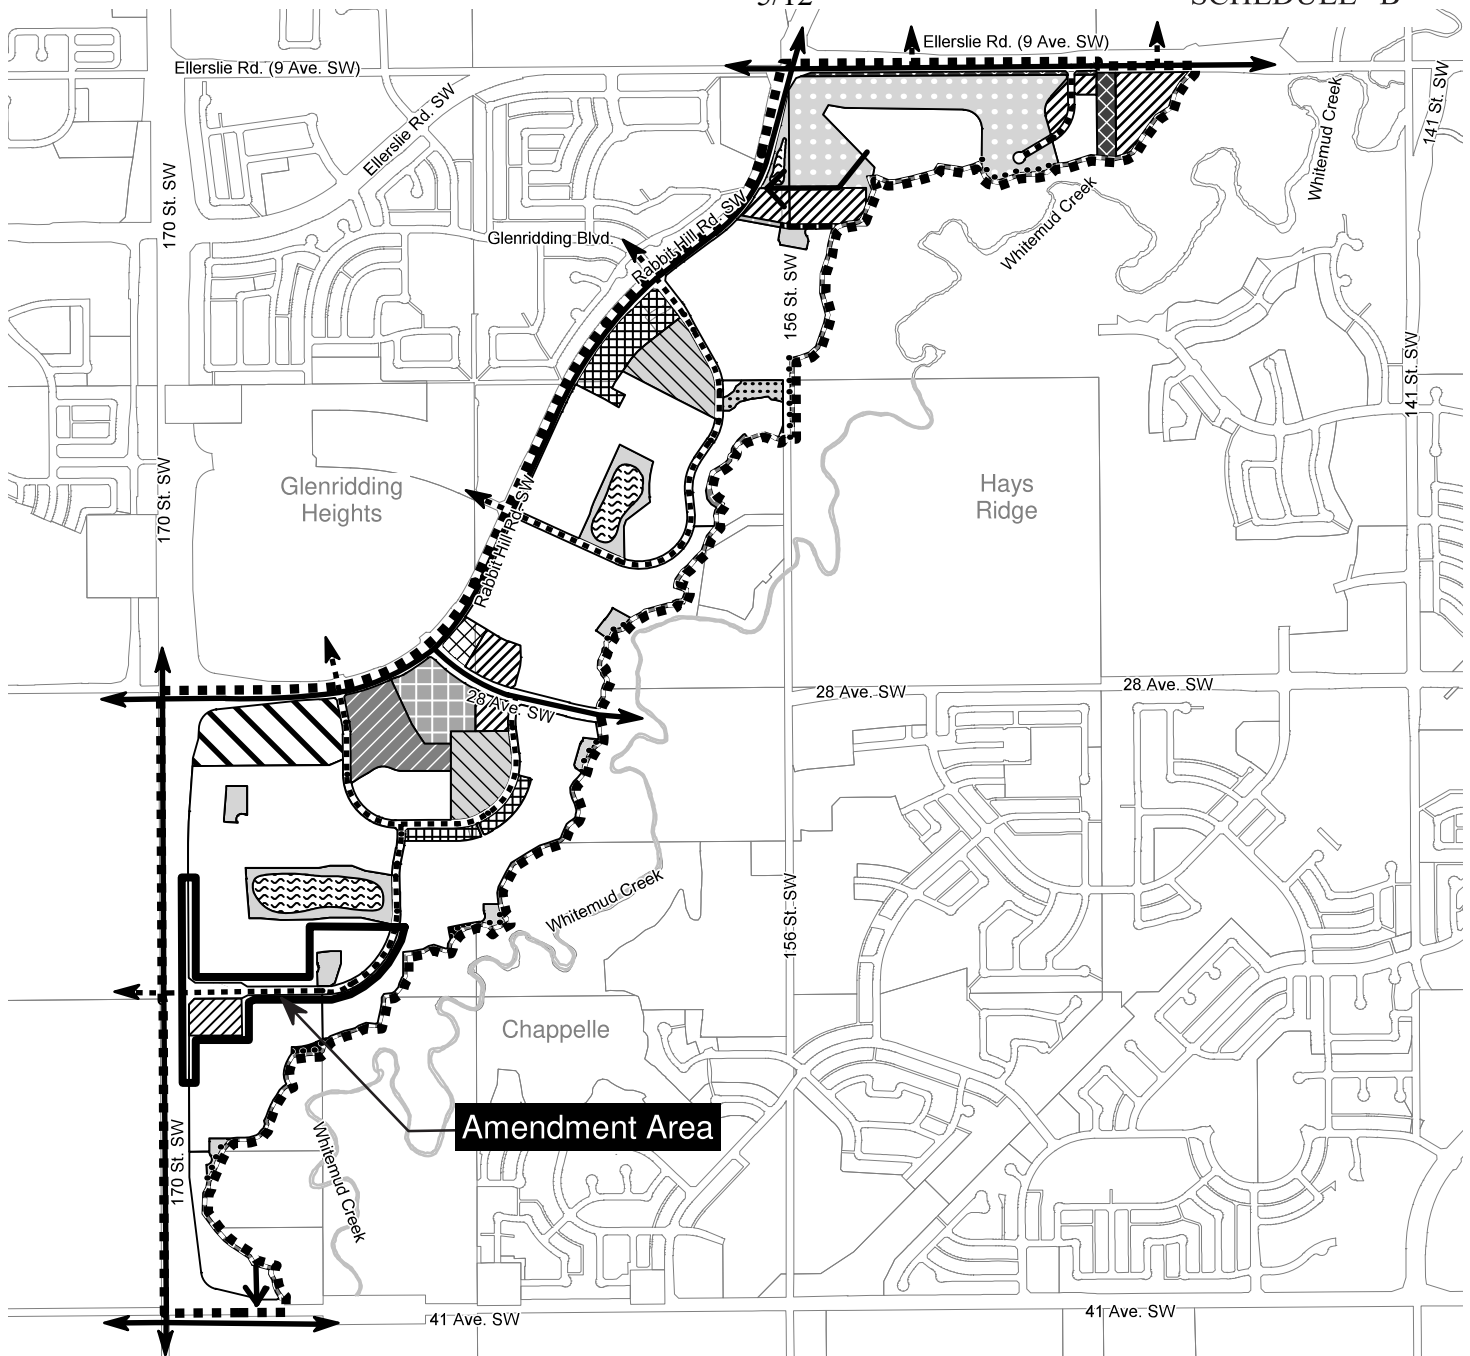 5/12
SCHEDULE "B"
Ellerslie Rd. (9 Ave. SW)
Ellerslie Rd. (9 Ave. SW)
Ellerslie Rd. SW
141 St. SW
Whitemud Creek
170 St. SW
Whitemud Creek
Rabbit Hill Rd. SW
Glenridding Blvd.
156 St. SW
141 St. SW
170 St. SW
Glenridding
Heights
Hays
Ridge
Rabbit Hill Rd. SW
28 Ave. SW
28 Ave. SW
28 Ave. SW
156 St. SW
Whitemud Creek
Chappelle
Amendment Area
170 St. SW
Whitemud Creek
41 Ave. SW
41 Ave. SW